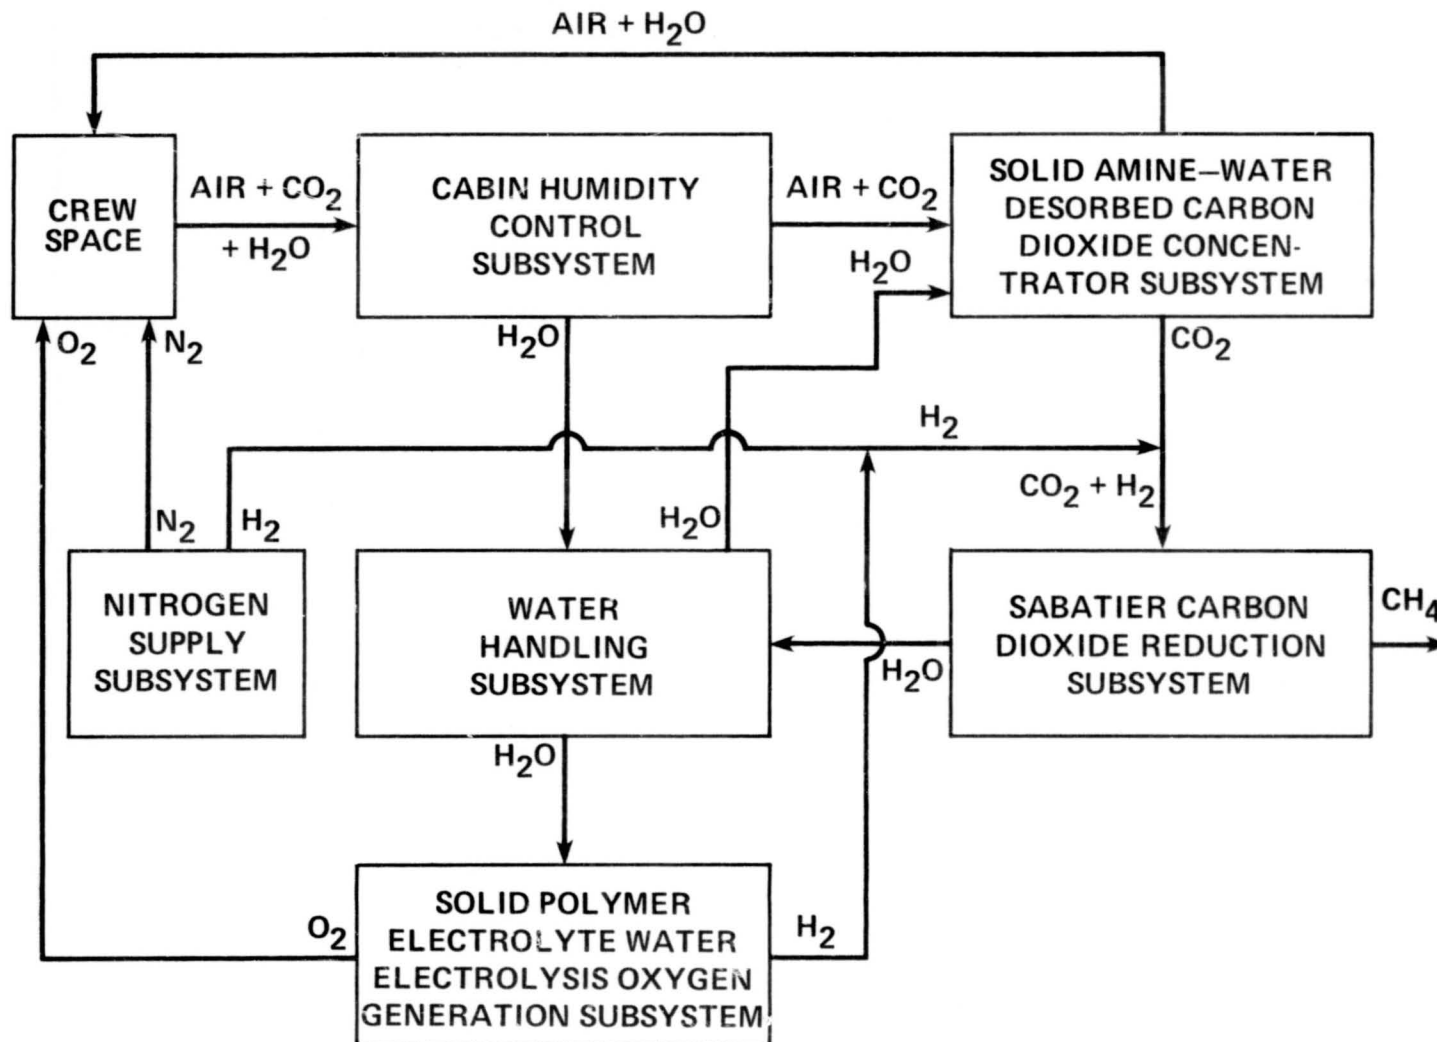 AIR + H₂O
CREW
SPACE
AIR + CO₂
+ H₂O
CABIN HUMIDITY
CONTROL
SUBSYSTEM
AIR + CO₂
H₂O
SOLID AMINE–WATER
DESORBED CARBON
DIOXIDE CONCEN-
TRATOR SUBSYSTEM
O₂
N₂
H₂O
CO₂
H₂
CO₂ + H₂
N₂
H₂
H₂O
NITROGEN
SUPPLY
SUBSYSTEM
WATER
HANDLING
SUBSYSTEM
H₂O
SABATIER CARBON
DIOXIDE REDUCTION
SUBSYSTEM
CH₄
H₂O
O₂
SOLID POLYMER
ELECTROLYTE WATER
ELECTROLYSIS OXYGEN
GENERATION SUBSYSTEM
H₂